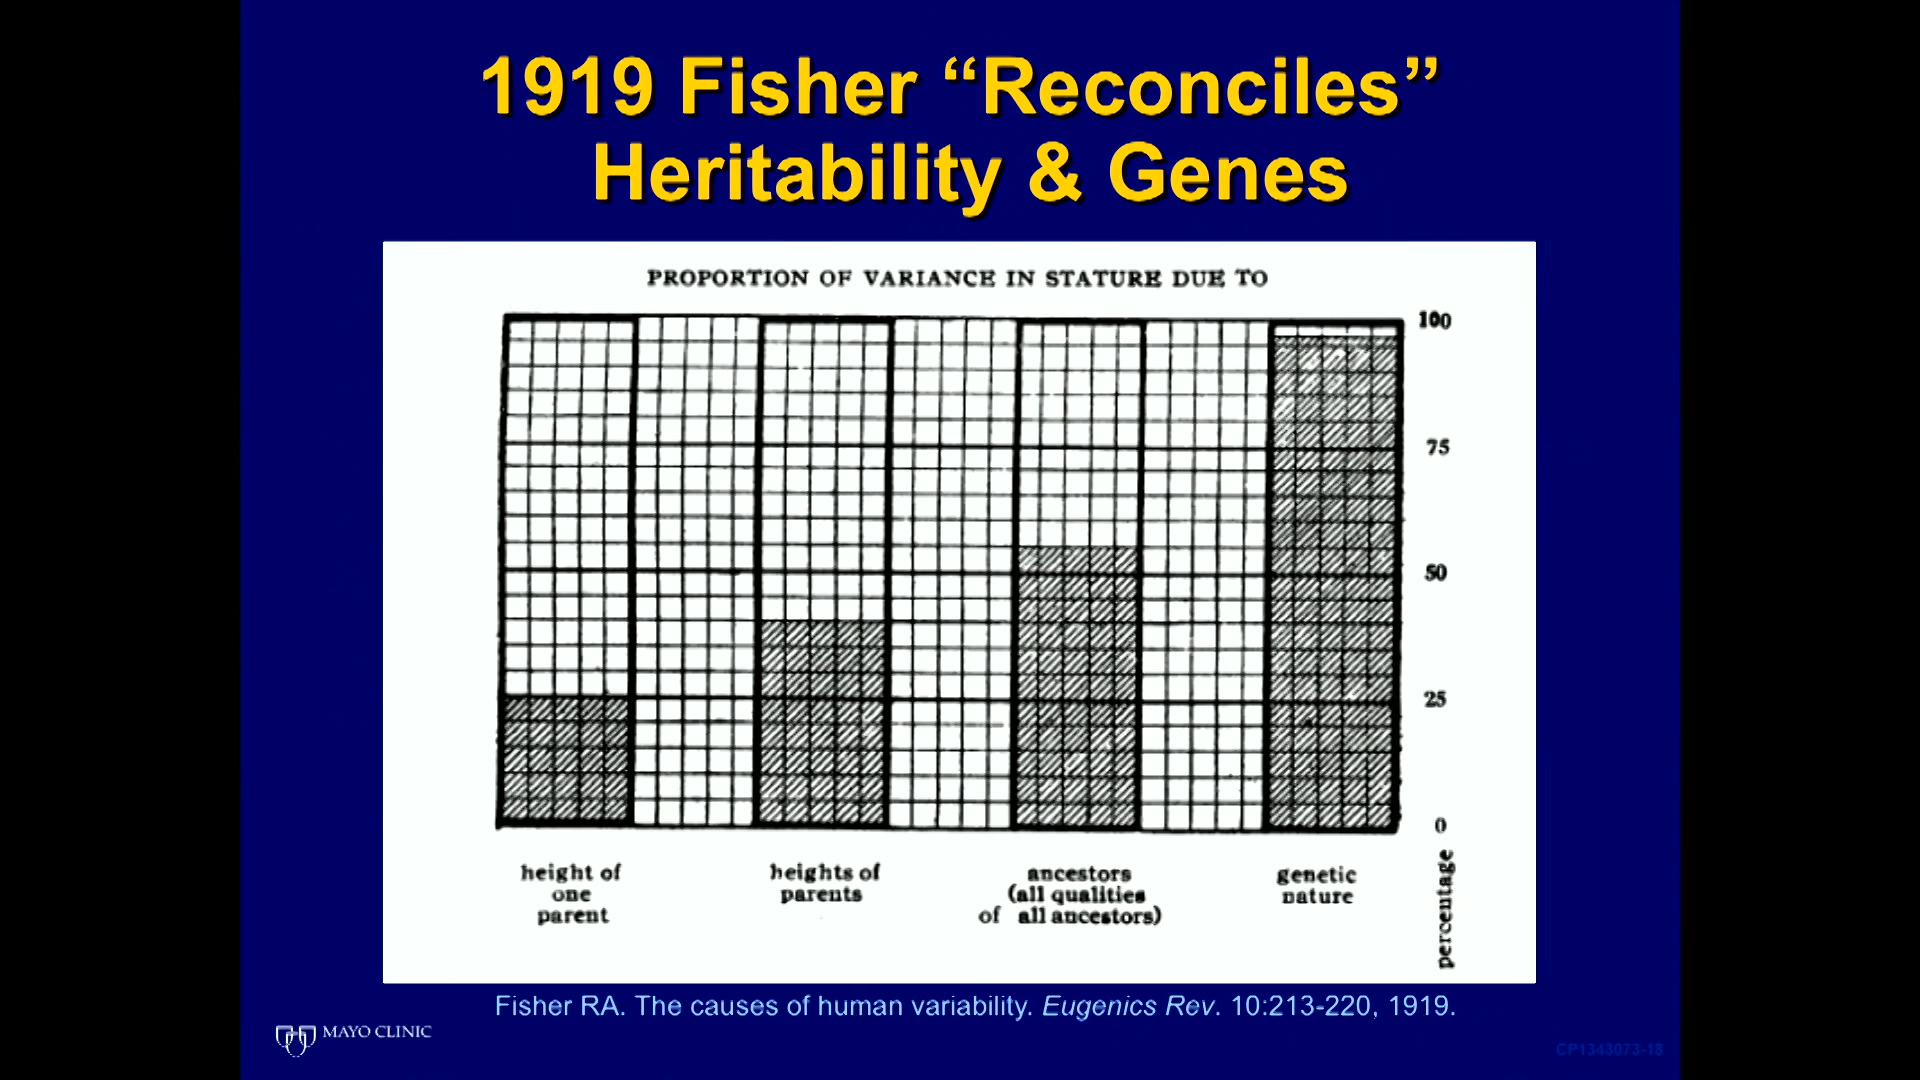 1919 Fisher “Reconciles”
Heritability & Genes
PROPORTION OF VARIANCE IN STATURE DUE TO
100
75
50
25
0
percentage
height of
one
parent
heights of
parents
ancestors
(all qualities
of all ancestors)
genetic
nature
Fisher RA. The causes of human variability. Eugenics Rev. 10:213-220, 1919.
MAYO CLINIC
CP1343073-18